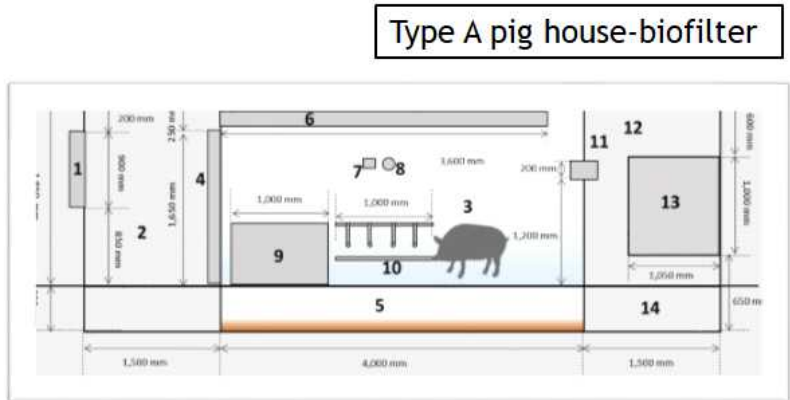 Type A pig house-biofilter
6
12
200 mm
250 m
600 mm
11
1
4
7
8
3,600 mm
200 mm
900 mm
1,000 mm
1,000 mm
3
13
1,000 mm
1,650 mm
2
850 mm
9
10
1,200 mm
1,050 mm
5
14
650 m
1,500 mm
4,000 mm
1,500 mm